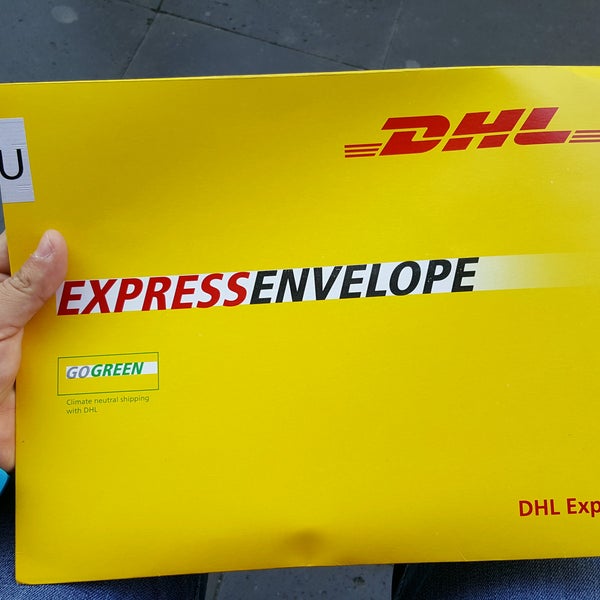 DHL
U
EXPRESSENVELOPE
GOGREEN
Climate neutral shipping
with DHL
DHL Exp